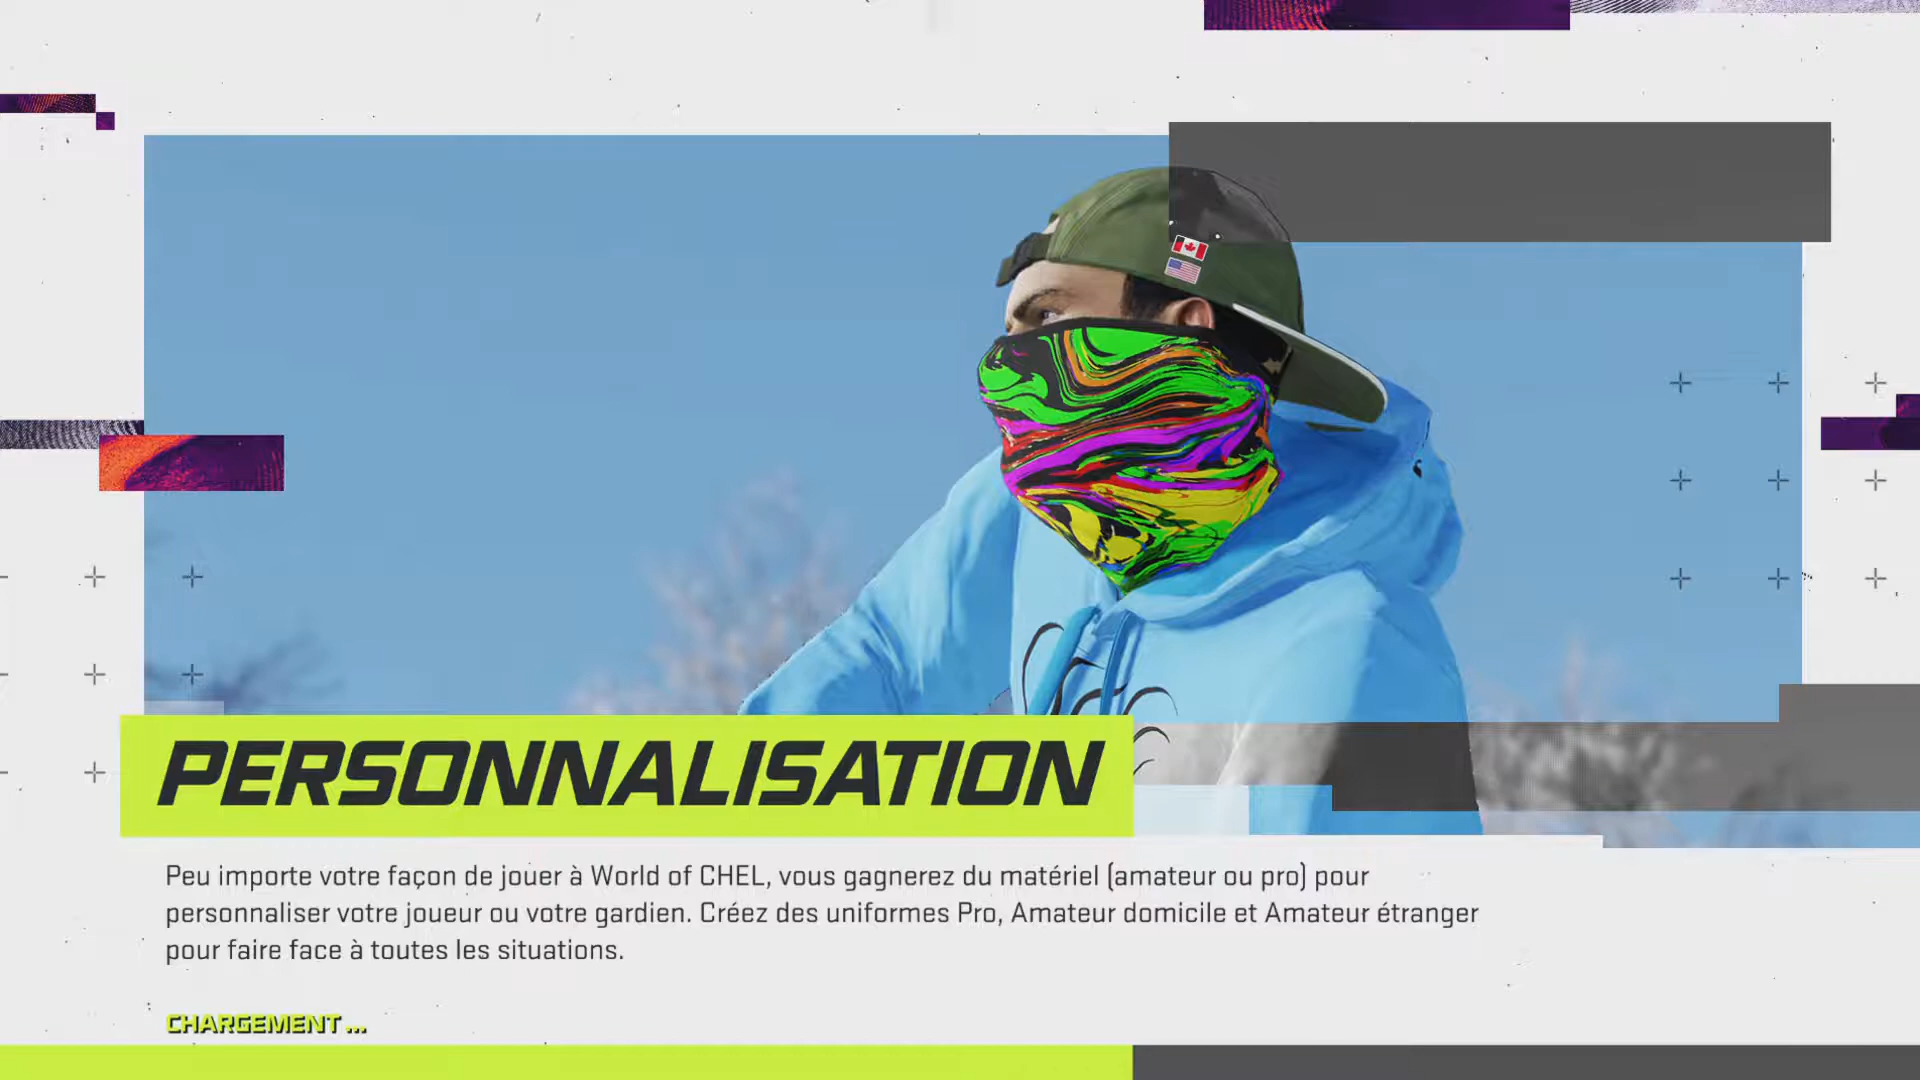 PERSONNALISATION
Peu importe votre façon de jouer à World of CHEL, vous gagnerez du matériel (amateur ou pro) pour
personnaliser votre joueur ou votre gardien. Créez des uniformes Pro, Amateur domicile et Amateur étranger
pour faire face à toutes les situations.
CHARGEMENT ...